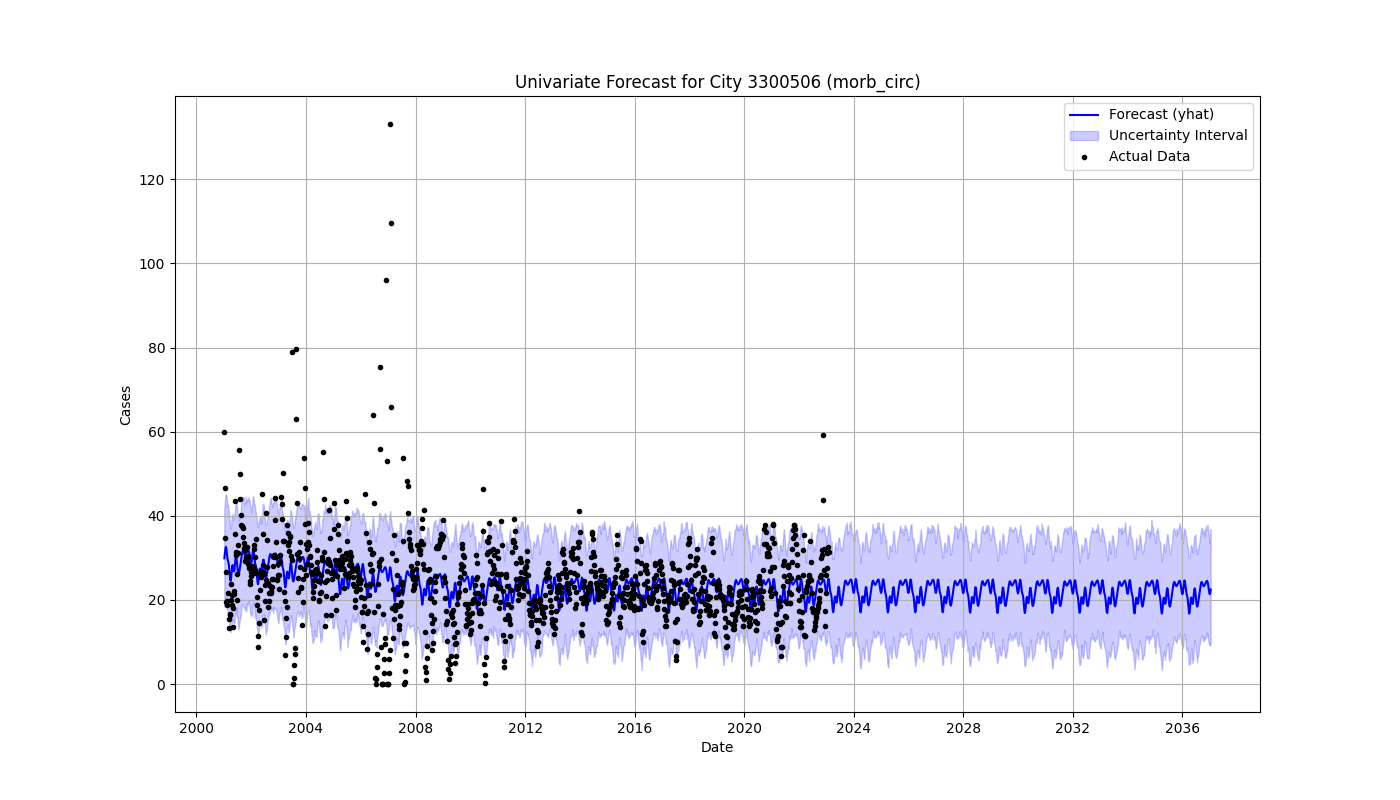 Univariate Forecast for City 3300506 (morb_circ)
Forecast (yhat)
Uncertainty Interval
Actual Data
120
100
80
60
40
20
0
Cases
2000 2004 2008 2012 2016 2020 2024 2028 2032 2036
Date